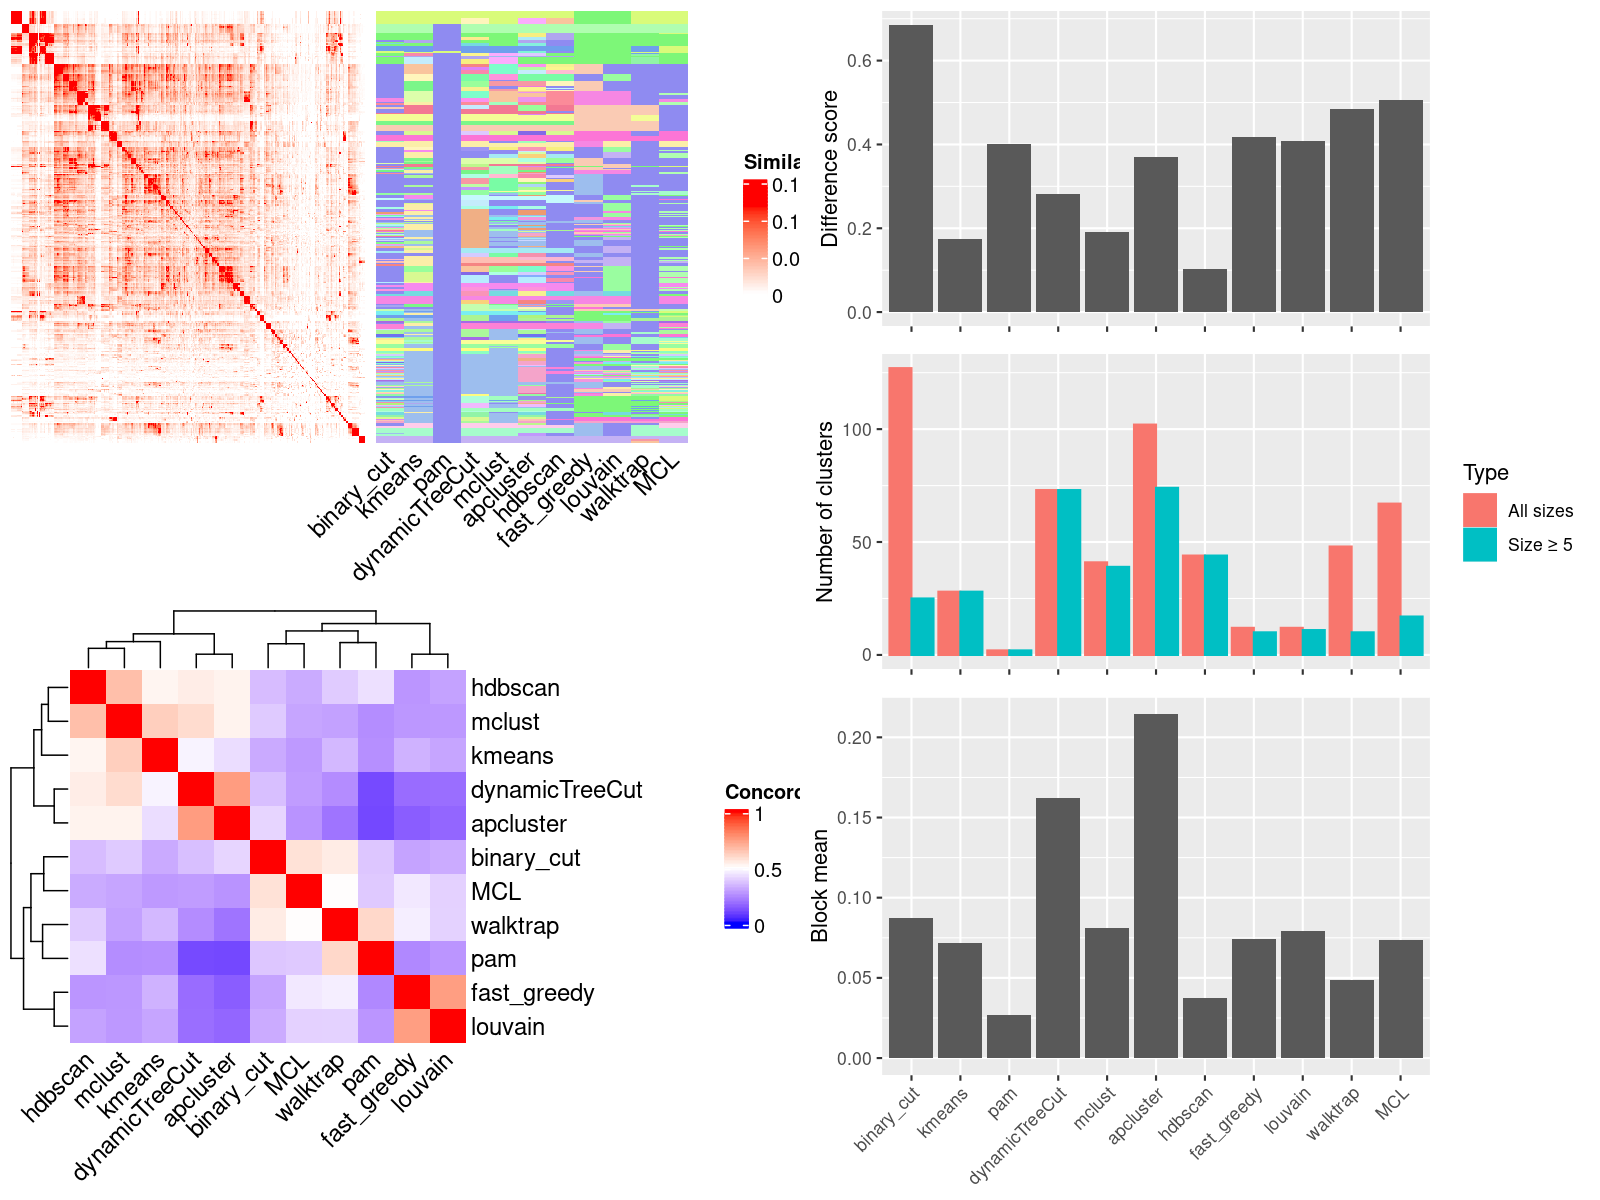 Simila
0.1
0.1
0.0
0
binary_cut
kmeans
pam
dynamicTreeCut
mclust
apcluster
hdbscan
fast_greedy
louvain
walktrap
MCL
hdbscan
mclust
kmeans
dynamicTreeCut
apcluster
binary_cut
MCL
walktrap
pam
fast_greedy
louvain
hdbscan
mclust
kmeans
dynamicTreeCut
apcluster
binary_cut
MCL
walktrap
pam
fast_greedy
louvain
Concord
1
0.5
0
Difference score
0.6
0.4
0.2
0.0
Number of clusters
100
50
0
Type
All sizes
Size ≥ 5
Block mean
0.20
0.15
0.10
0.05
0.00
binary_cut
kmeans
pam
dynamicTreeCut
mclust
apcluster
hdbscan
fast_greedy
louvain
walktrap
MCL